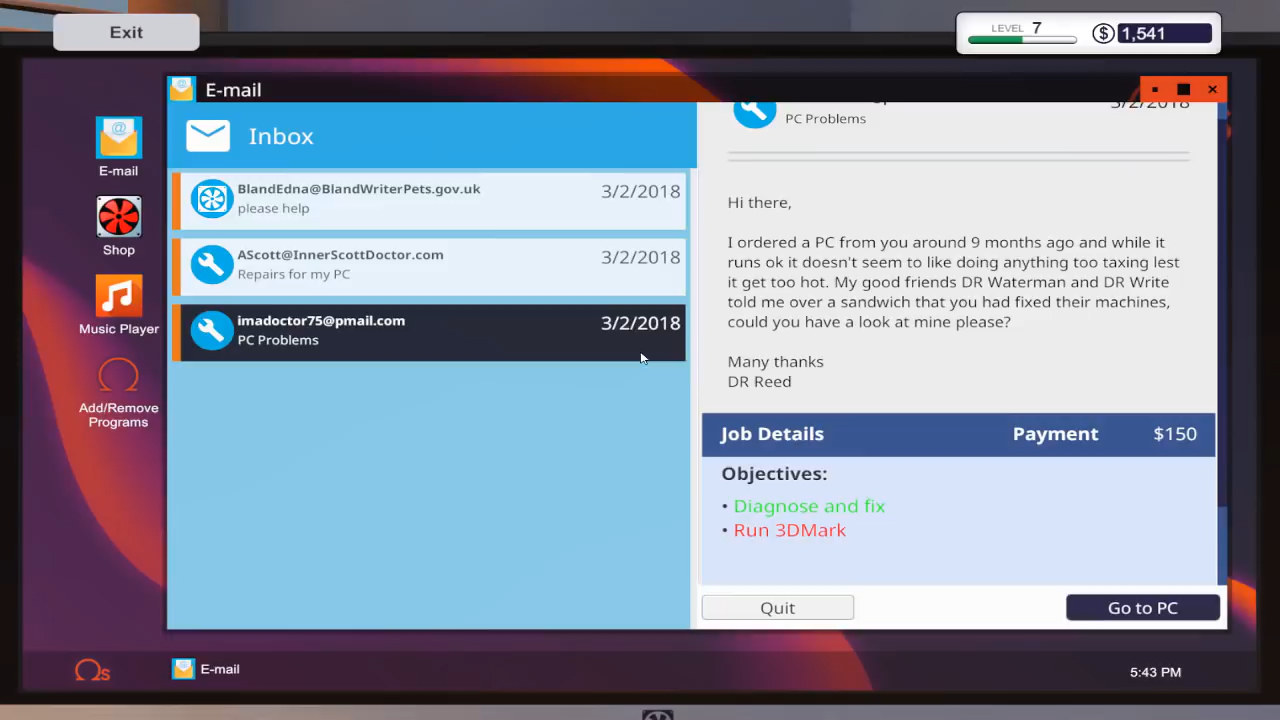 Exit
LEVEL 7
$ 1,541
E-mail
E-mail
Shop
Music Player
Add/Remove
Programs
Inbox
BlandEdna@BlandWriterPets.gov.uk
3/2/2018
please help
AScott@InnerScottDoctor.com
3/2/2018
Repairs for my PC
imadoctor75@pmail.com
3/2/2018
PC Problems
3/2/2018
PC Problems
Hi there,
I ordered a PC from you around 9 months ago and while it
runs ok it doesn't seem to like doing anything too taxing lest
it get too hot. My good friends DR Waterman and DR Write
told me over a sandwich that you had fixed their machines,
could you have a look at mine please?
Many thanks
DR Reed
Job Details Payment $150
Objectives:
• Diagnose and fix
• Run 3DMark
Quit
Go to PC
Ωs
E-mail
5:43 PM